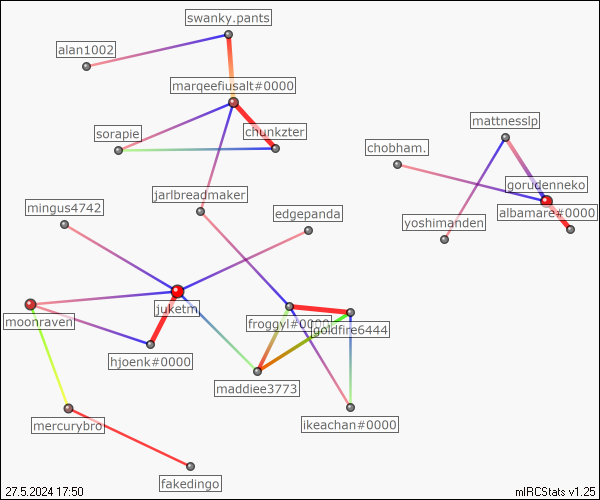 swanky.pants
alan1002
marqeefiusalt#0000
mattnesslp
sorapie
chunkzter
chobham.
gorudenneko
jarlbreadmaker
mingus4742
edgepanda
albamare#0000
yoshimanden
juketm
moonraven
froggyl#0000
goldfire6444
hjoenk#0000
maddiee3773
mercurybro
ikeachan#0000
fakedingo
27.5.2024 17:50
mIRCStats v1.25